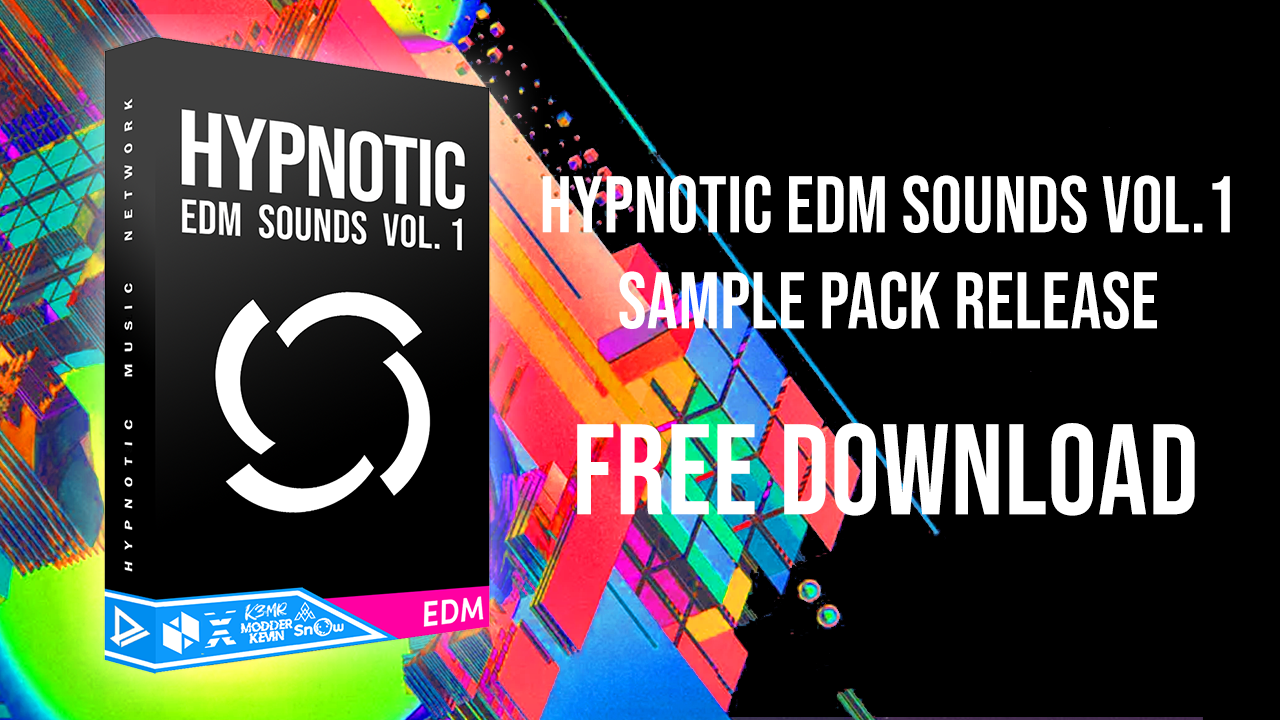 HYPNOTIC MUSIC NETWORK
HYPNOTIC
EDM SOUNDS VOL. 1
K3MR
MODDER
KEVIN
SnOw
EDM
HYPNOTIC EDM SOUNDS VOL.1
SAMPLE PACK RELEASE
FREE DOWNLOAD